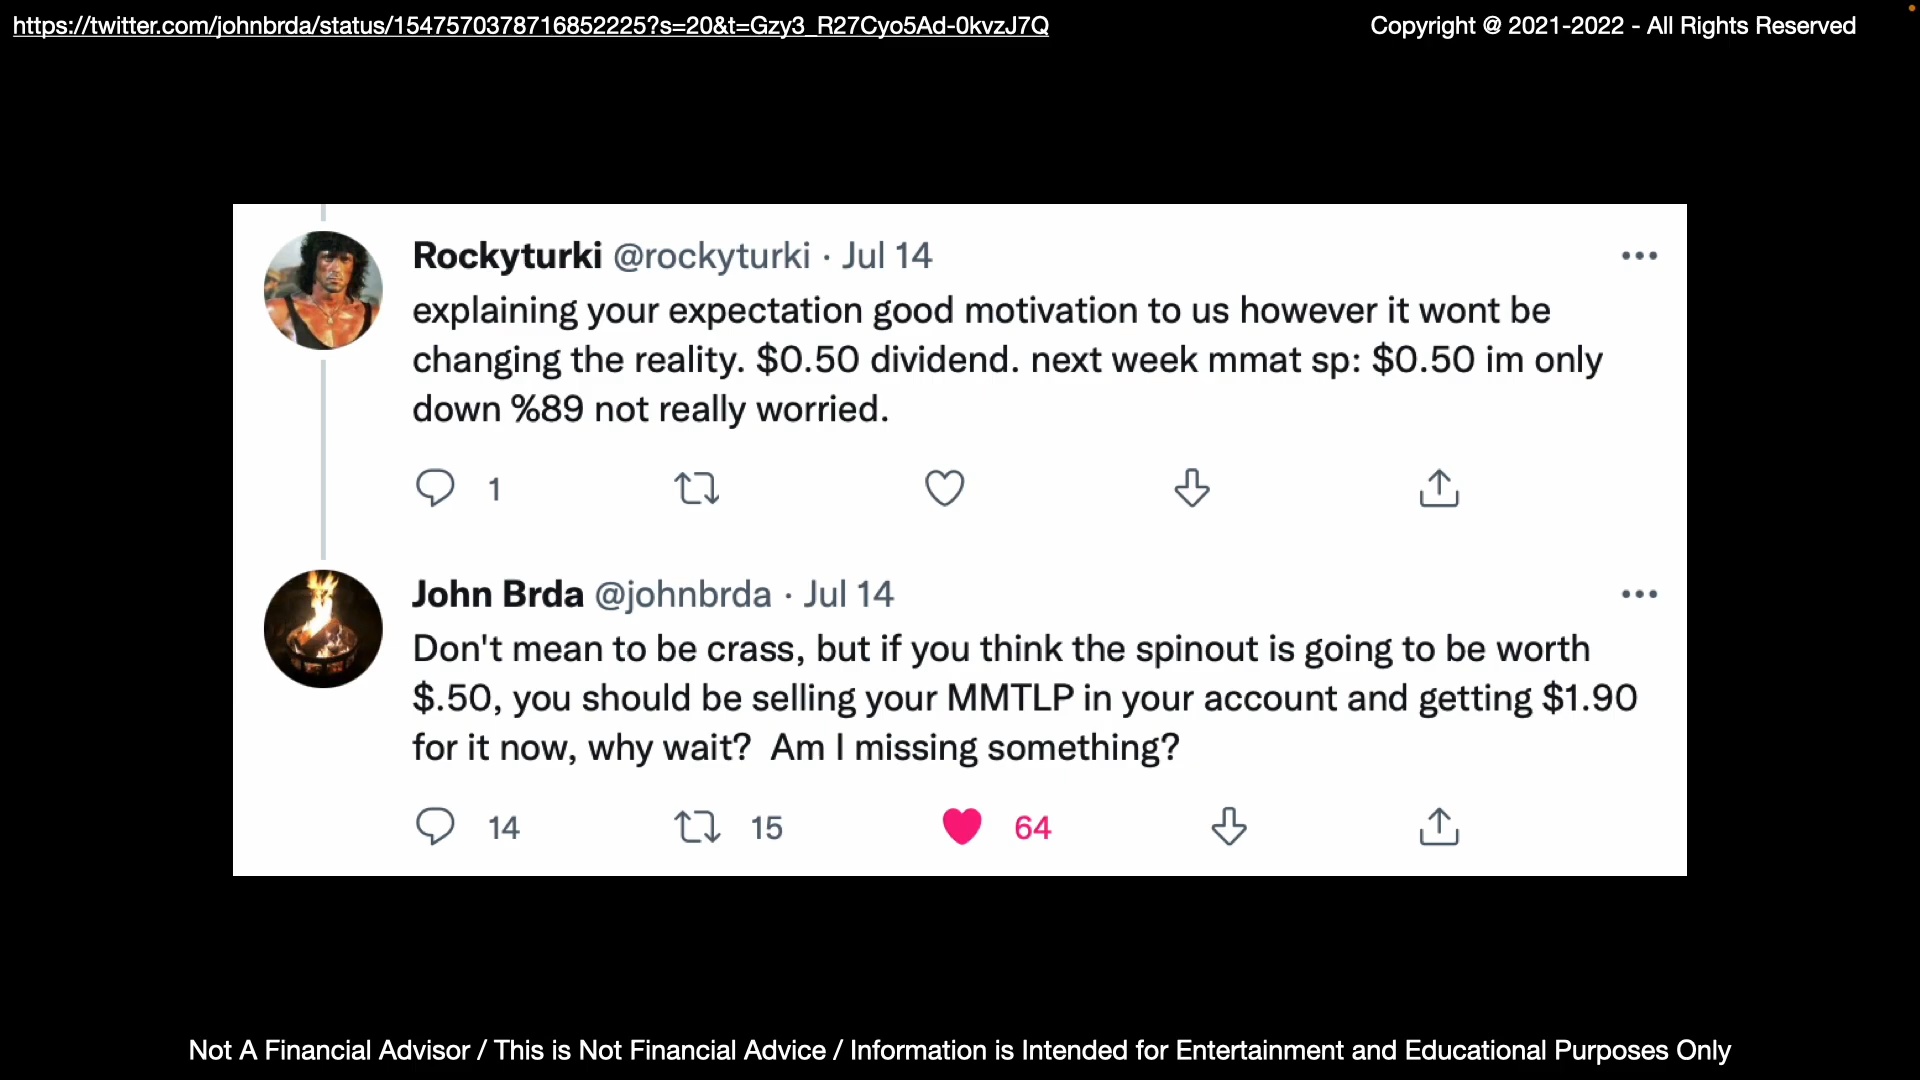 https://twitter.com/johnbrda/status/1547570378716852225?s=20&t=Gzy3_R27Cyo5Ad-0kvzJ7Q
Copyright @ 2021-2022 - All Rights Reserved
Rockyturki @rockyturki · Jul 14
explaining your expectation good motivation to us however it wont be
changing the reality. $0.50 dividend. next week mmat sp: $0.50 im only
down %89 not really worried.
1
John Brda @johnbrda · Jul 14
Don't mean to be crass, but if you think the spinout is going to be worth
$.50, you should be selling your MMTLP in your account and getting $1.90
for it now, why wait?  Am I missing something?
14 15 64
Not A Financial Advisor / This is Not Financial Advice / Information is Intended for Entertainment and Educational Purposes Only